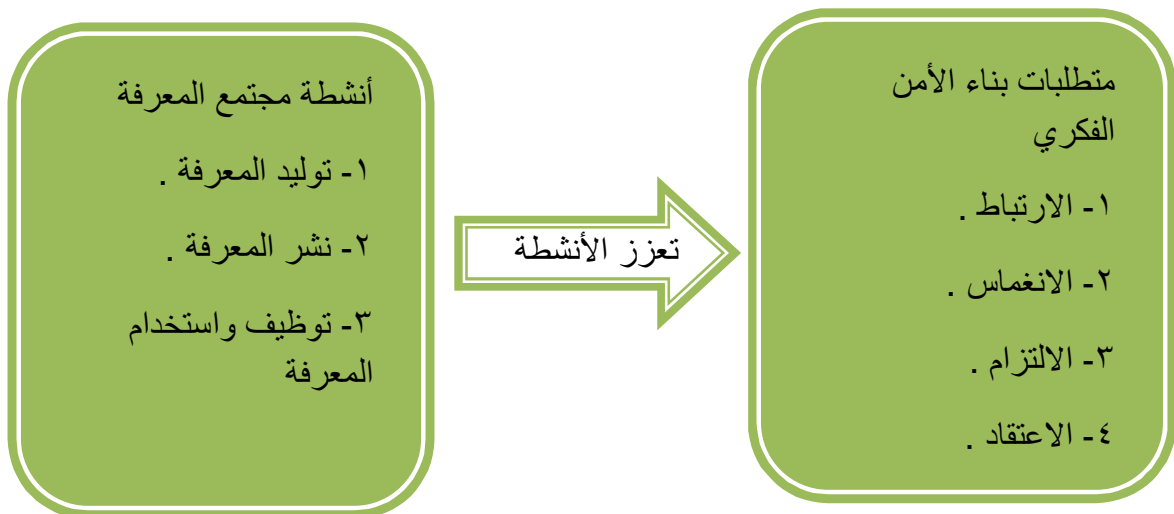 أنشطة مجتمع المعرفة
١- توليد المعرفة .
٢- نشر المعرفة .
٣- توظيف واستخدام
المعرفة
تعزز الأنشطة
متطلبات بناء الأمن
الفكري
١- الارتباط .
٢- الانغماس .
٣- الالتزام .
٤- الاعتقاد .